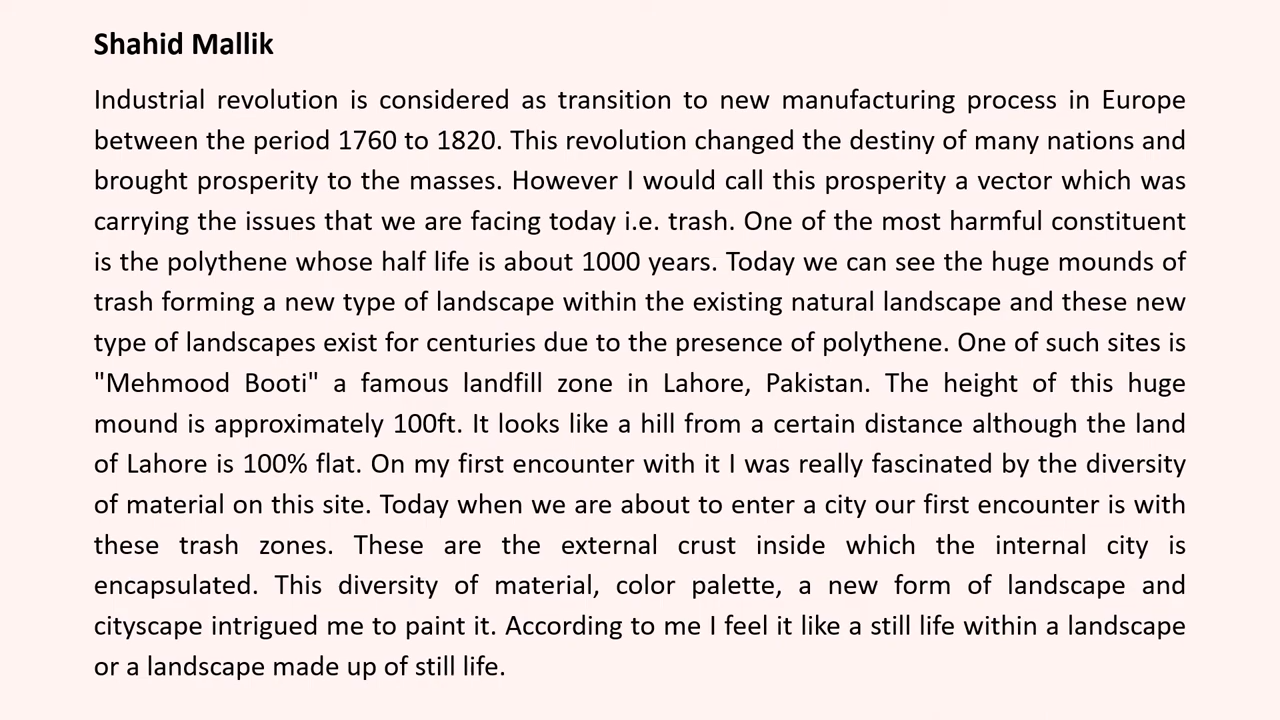 Shahid Mallik
Industrial revolution is considered as transition to new manufacturing process in Europe
between the period 1760 to 1820. This revolution changed the destiny of many nations and
brought prosperity to the masses. However I would call this prosperity a vector which was
carrying the issues that we are facing today i.e. trash. One of the most harmful constituent
is the polythene whose half life is about 1000 years. Today we can see the huge mounds of
trash forming a new type of landscape within the existing natural landscape and these new
type of landscapes exist for centuries due to the presence of polythene. One of such sites is
"Mehmood Booti" a famous landfill zone in Lahore, Pakistan. The height of this huge
mound is approximately 100ft. It looks like a hill from a certain distance although the land
of Lahore is 100% flat. On my first encounter with it I was really fascinated by the diversity
of material on this site. Today when we are about to enter a city our first encounter is with
these trash zones. These are the external crust inside which the internal city is
encapsulated. This diversity of material, color palette, a new form of landscape and
cityscape intrigued me to paint it. According to me I feel it like a still life within a landscape
or a landscape made up of still life.